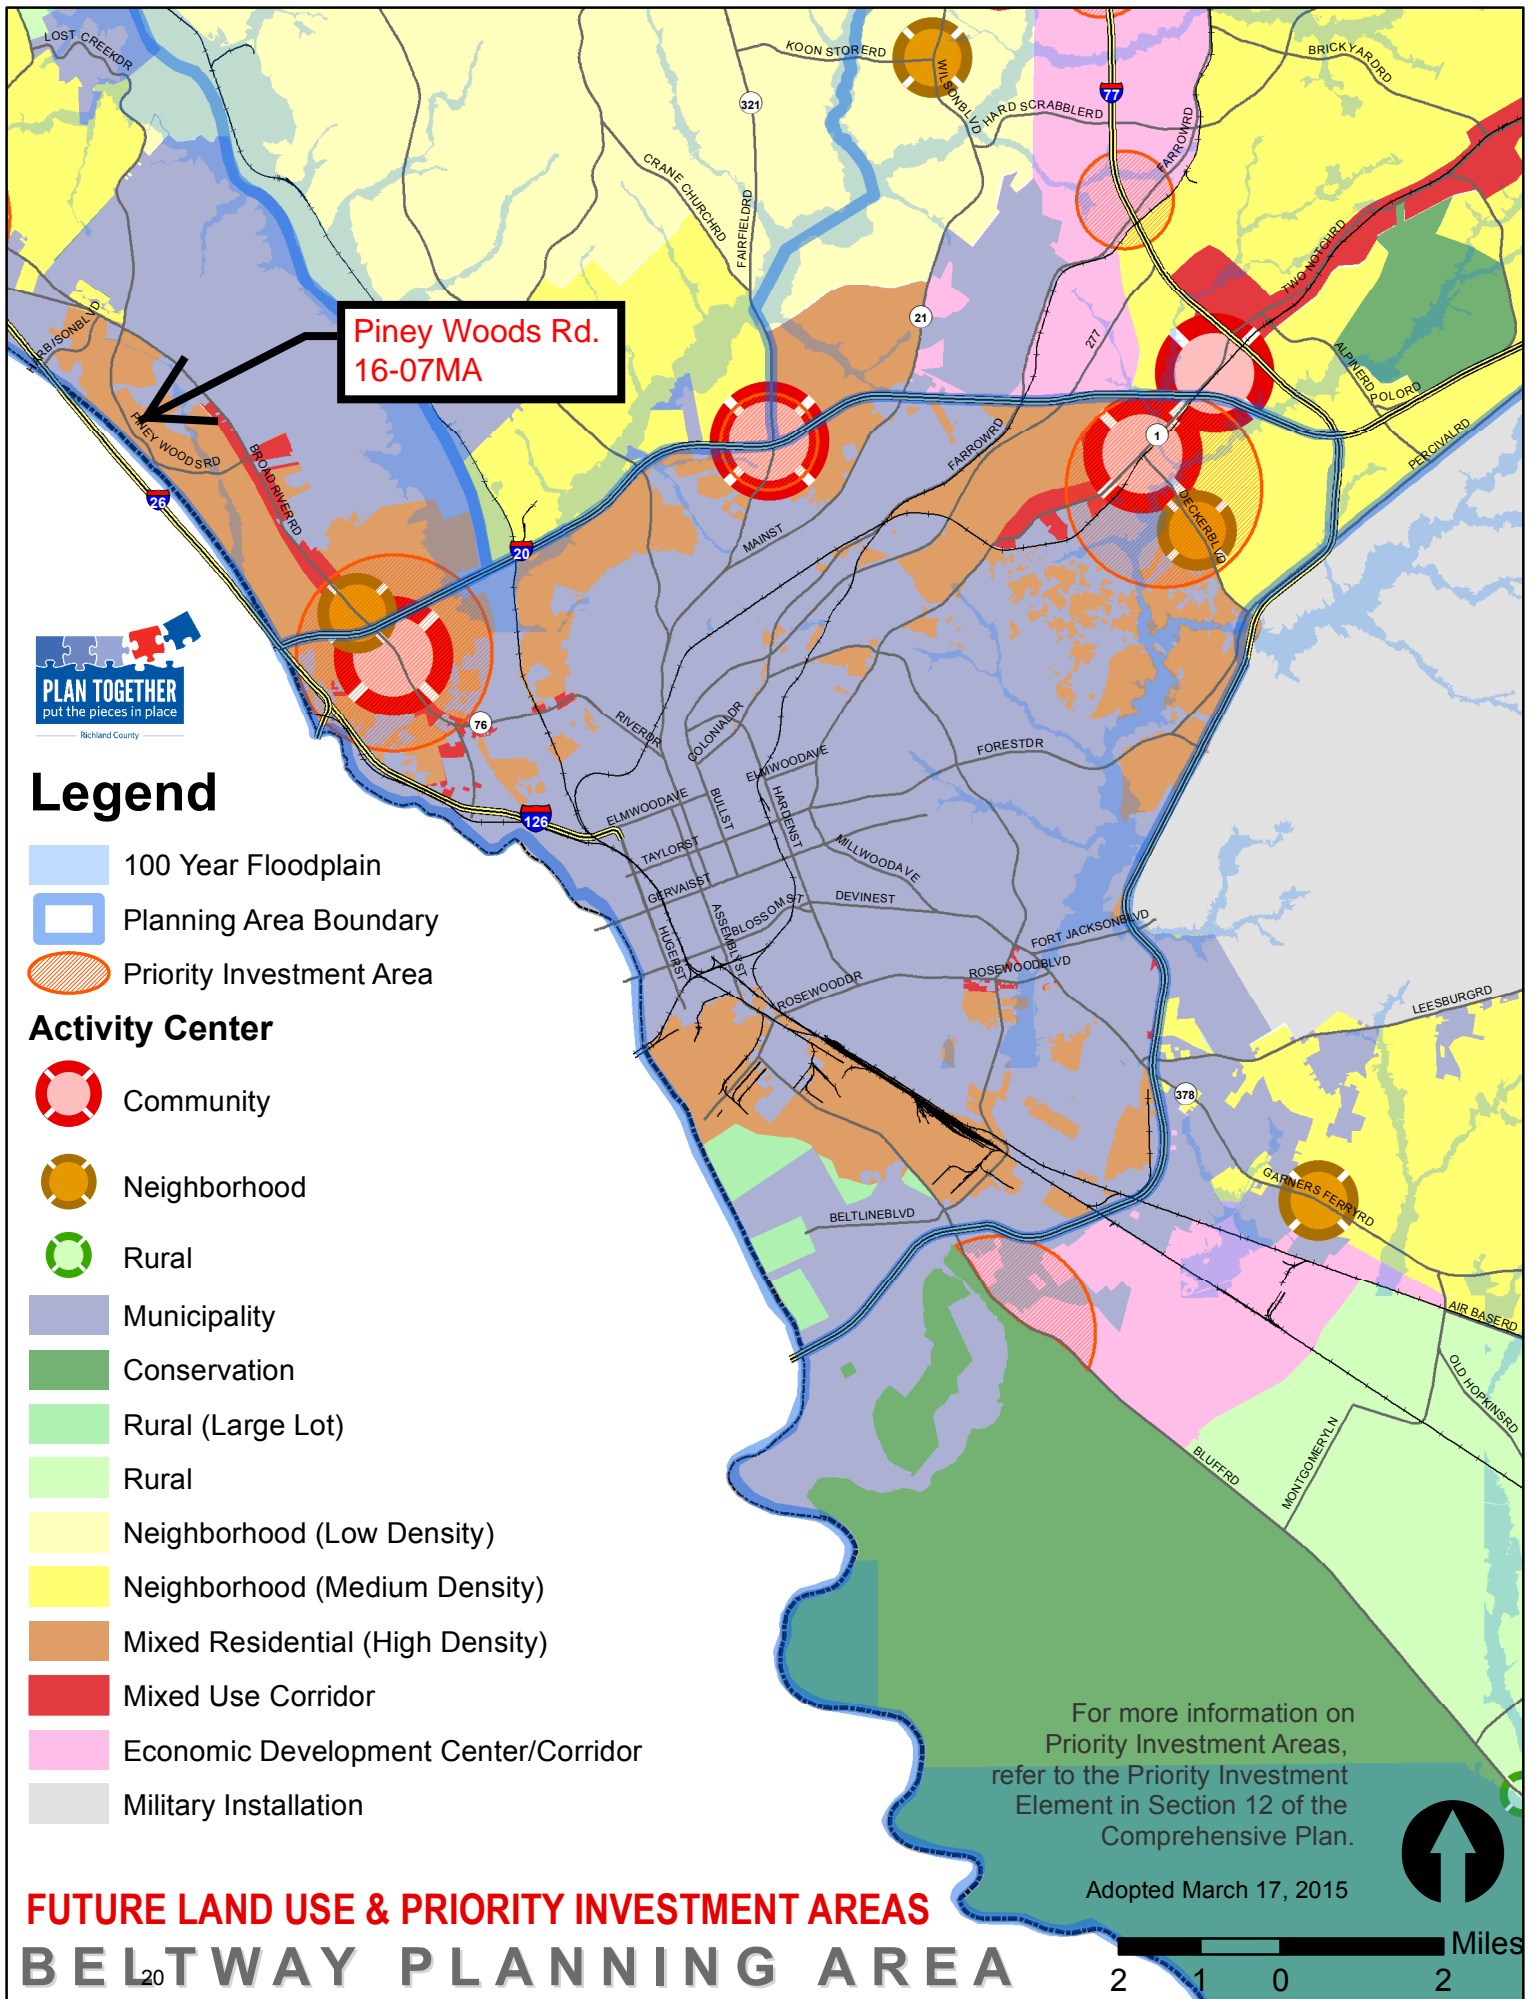 LOST CREEKDR
KOON STORERD
WILSONBLVD
BRICKYARDRD
321
77
HARD SCRABBLERD
FARROWRD
CRANE CHURCHRD
FAIRFIELDRD
TWO NOTCHRD
HARBISONBLVD
Piney Woods Rd.
16-07MA
21
277
ALPINERD
POLORD
PINEY WOODSRD
BROAD RIVERRD
FARROWRD
1
PERCIVALRD
26
20
MAINST
DECKERBLVD
PLAN TOGETHER
put the pieces in place
Richland County
76
RIVERDR
COLONIALDR
ELMWOODAVE
FORESTDR
Legend
126
ELMWOODAVE
BULLST
HARDENST
TAYLORST
MILLWOODAVE
GERVAISST
DEVINEST
BLOSSOMST
ASSEMBLYST
HUGERST
FORT JACKSONBLVD
ROSEWOODBLVD
ROSEWOODDR
LEESBURGRD
378
GARNERS FERRYRD
BELTLINEBLVD
AIR BASERD
OLD HOPKINSRD
MONTGOMERYLN
BLUFFRD
100 Year Floodplain
Planning Area Boundary
Priority Investment Area
Activity Center
Community
Neighborhood
Rural
Municipality
Conservation
Rural (Large Lot)
Rural
Neighborhood (Low Density)
Neighborhood (Medium Density)
Mixed Residential (High Density)
Mixed Use Corridor
Economic Development Center/Corridor
Military Installation
For more information on
Priority Investment Areas,
refer to the Priority Investment
Element in Section 12 of the
Comprehensive Plan.
Adopted March 17, 2015
FUTURE LAND USE & PRIORITY INVESTMENT AREAS
BELTWAY PLANNING AREA
20
Miles
2 1 0 2